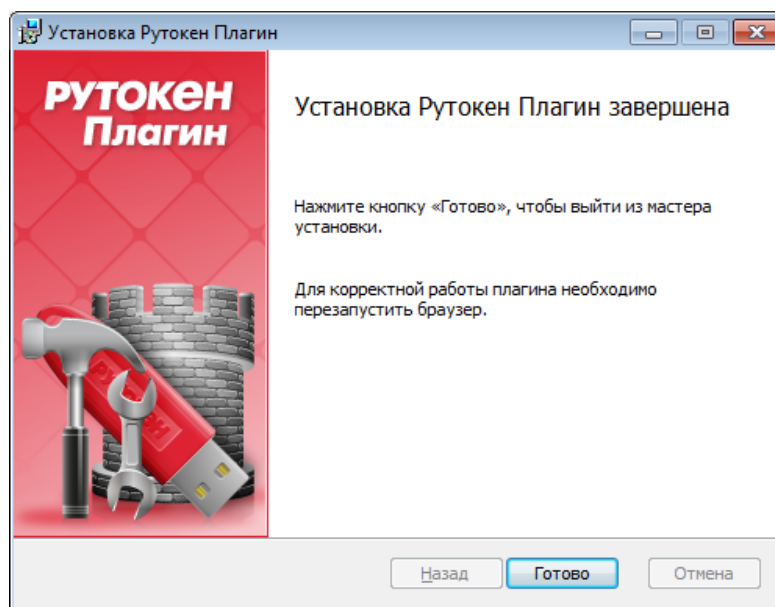 Установка Рутокен Плагин
РУТОКЕН
Плагин
Установка Рутокен Плагин завершена
Нажмите кнопку «Готово», чтобы выйти из мастера
установки.
Для корректной работы плагина необходимо
перезапустить браузер.
РУТОКЕН
Назад
Готово
Отмена